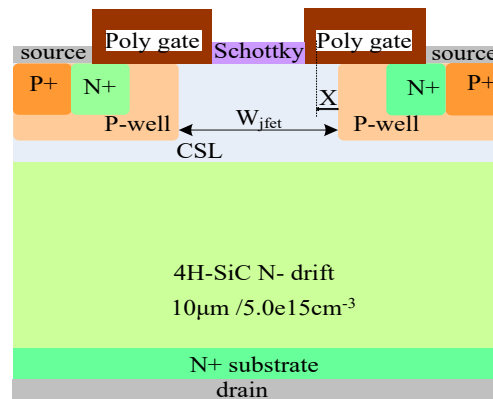 Poly gate
Poly gate
source
Schottky
source
P+
N+
X
N+
P+
P-well
W_jfet
P-well
CSL
4H-SiC N- drift
10μm /5.0e15cm⁻³
N+ substrate
drain